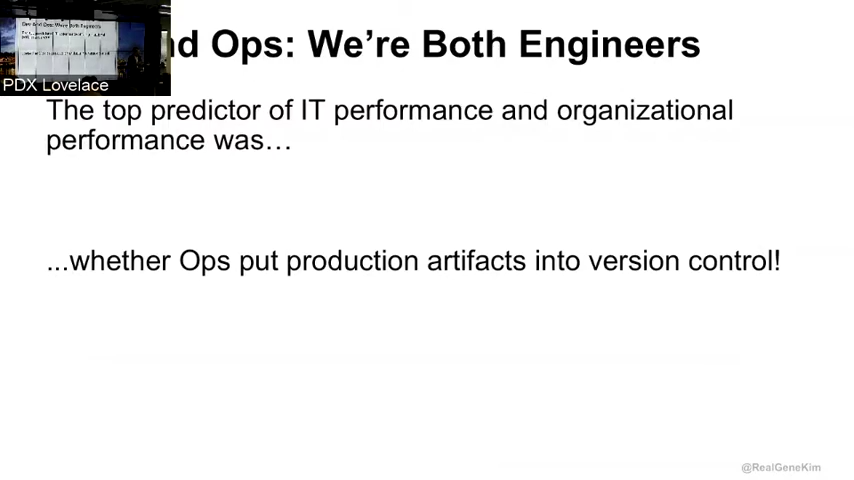 nd Ops: We're Both Engineers
PDX Lovelace
The top predictor of IT performance and organizational
performance was…
...whether Ops put production artifacts into version control!
@RealGeneKim